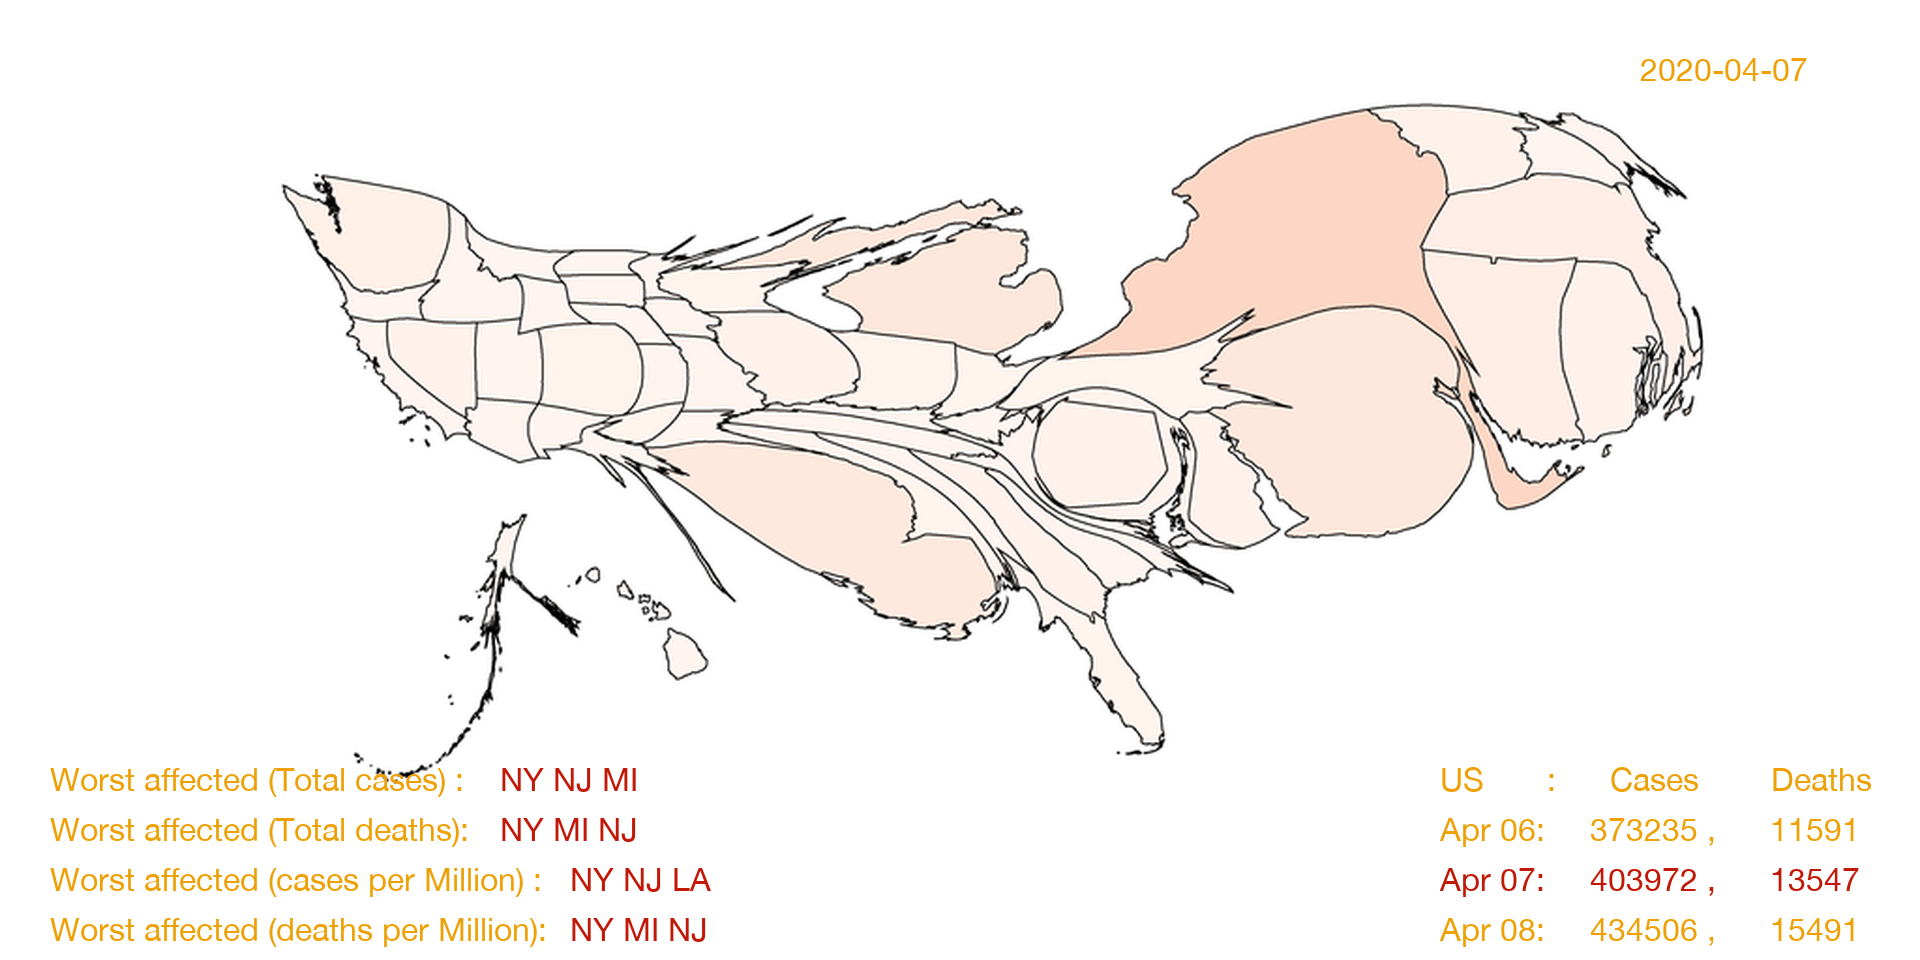 2020-04-07
Worst affected (Total cases) : NY NJ MI
Worst affected (Total deaths): NY MI NJ
Worst affected (cases per Million) : NY NJ LA
Worst affected (deaths per Million): NY MI NJ
US : Cases Deaths
Apr 06: 373235 , 11591
Apr 07: 403972 , 13547
Apr 08: 434506 , 15491